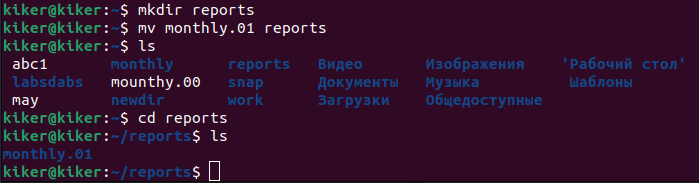 kiker@kiker:~$ mkdir reports
kiker@kiker:~$ mv monthly.01 reports
kiker@kiker:~$ ls
abc1 monthly reports Видео Изображения 'Рабочий стол'
labsdabs mounthy.00 snap Документы Музыка Шаблоны
may newdir work Загрузки Общедоступные
kiker@kiker:~$ cd reports
kiker@kiker:~/reports$ ls
monthly.01
kiker@kiker:~/reports$